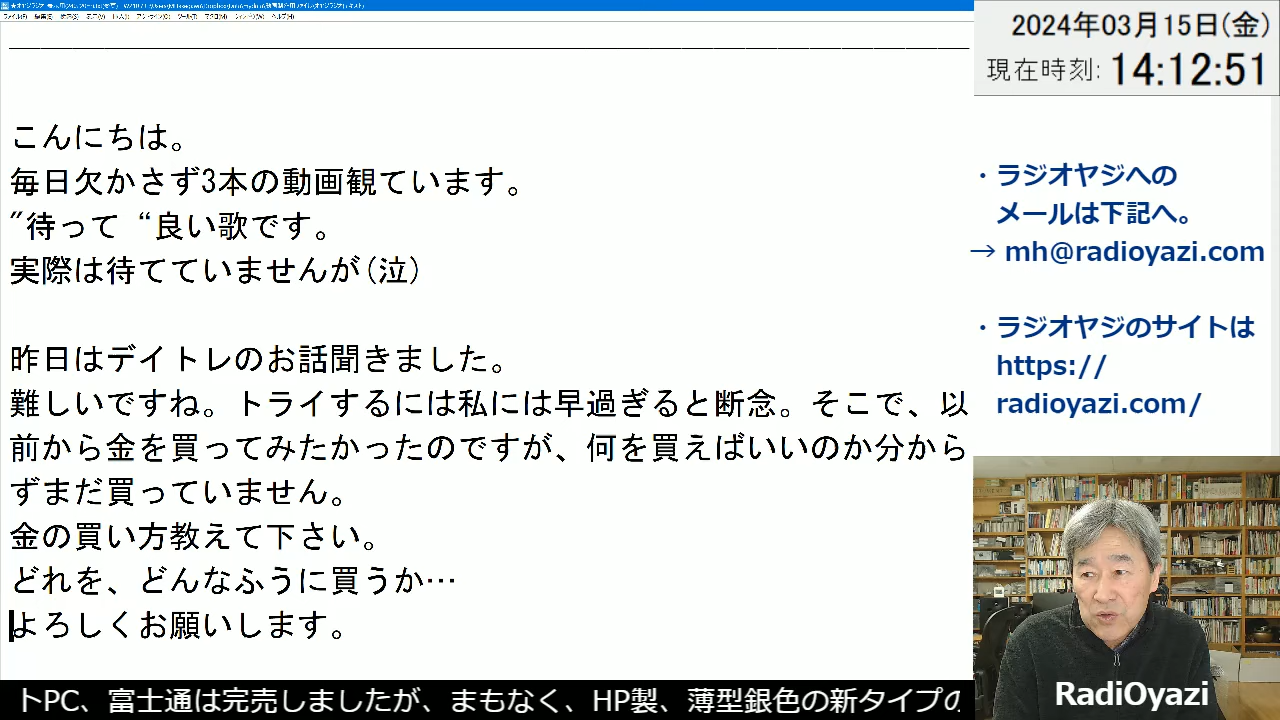 こんにちは。
毎日欠かさず3本の動画観ています。
"待って “良い歌です。
実際は待てていませんが(泣)
昨日はデイトレのお話聞きました。
難しいですね。トライするには私には早過ぎると断念。そこで、以
前から金を買ってみたかったのですが、何を買えばいいのか分から
ずまだ買っていません。
金の買い方教えて下さい。
どれを、どんなふうに買うか…
よろしくお願いします。
トPC、富士通は完売しましたが、まもなく、HP製、薄型銀色の新タイプの
2024年03月15日(金)
現在時刻: 14:12:51
・ラジオヤジへの
メールは下記へ。
→ mh@radioyazi.com
・ラジオヤジのサイトは
https://
radioyazi.com/
RadiOyazi